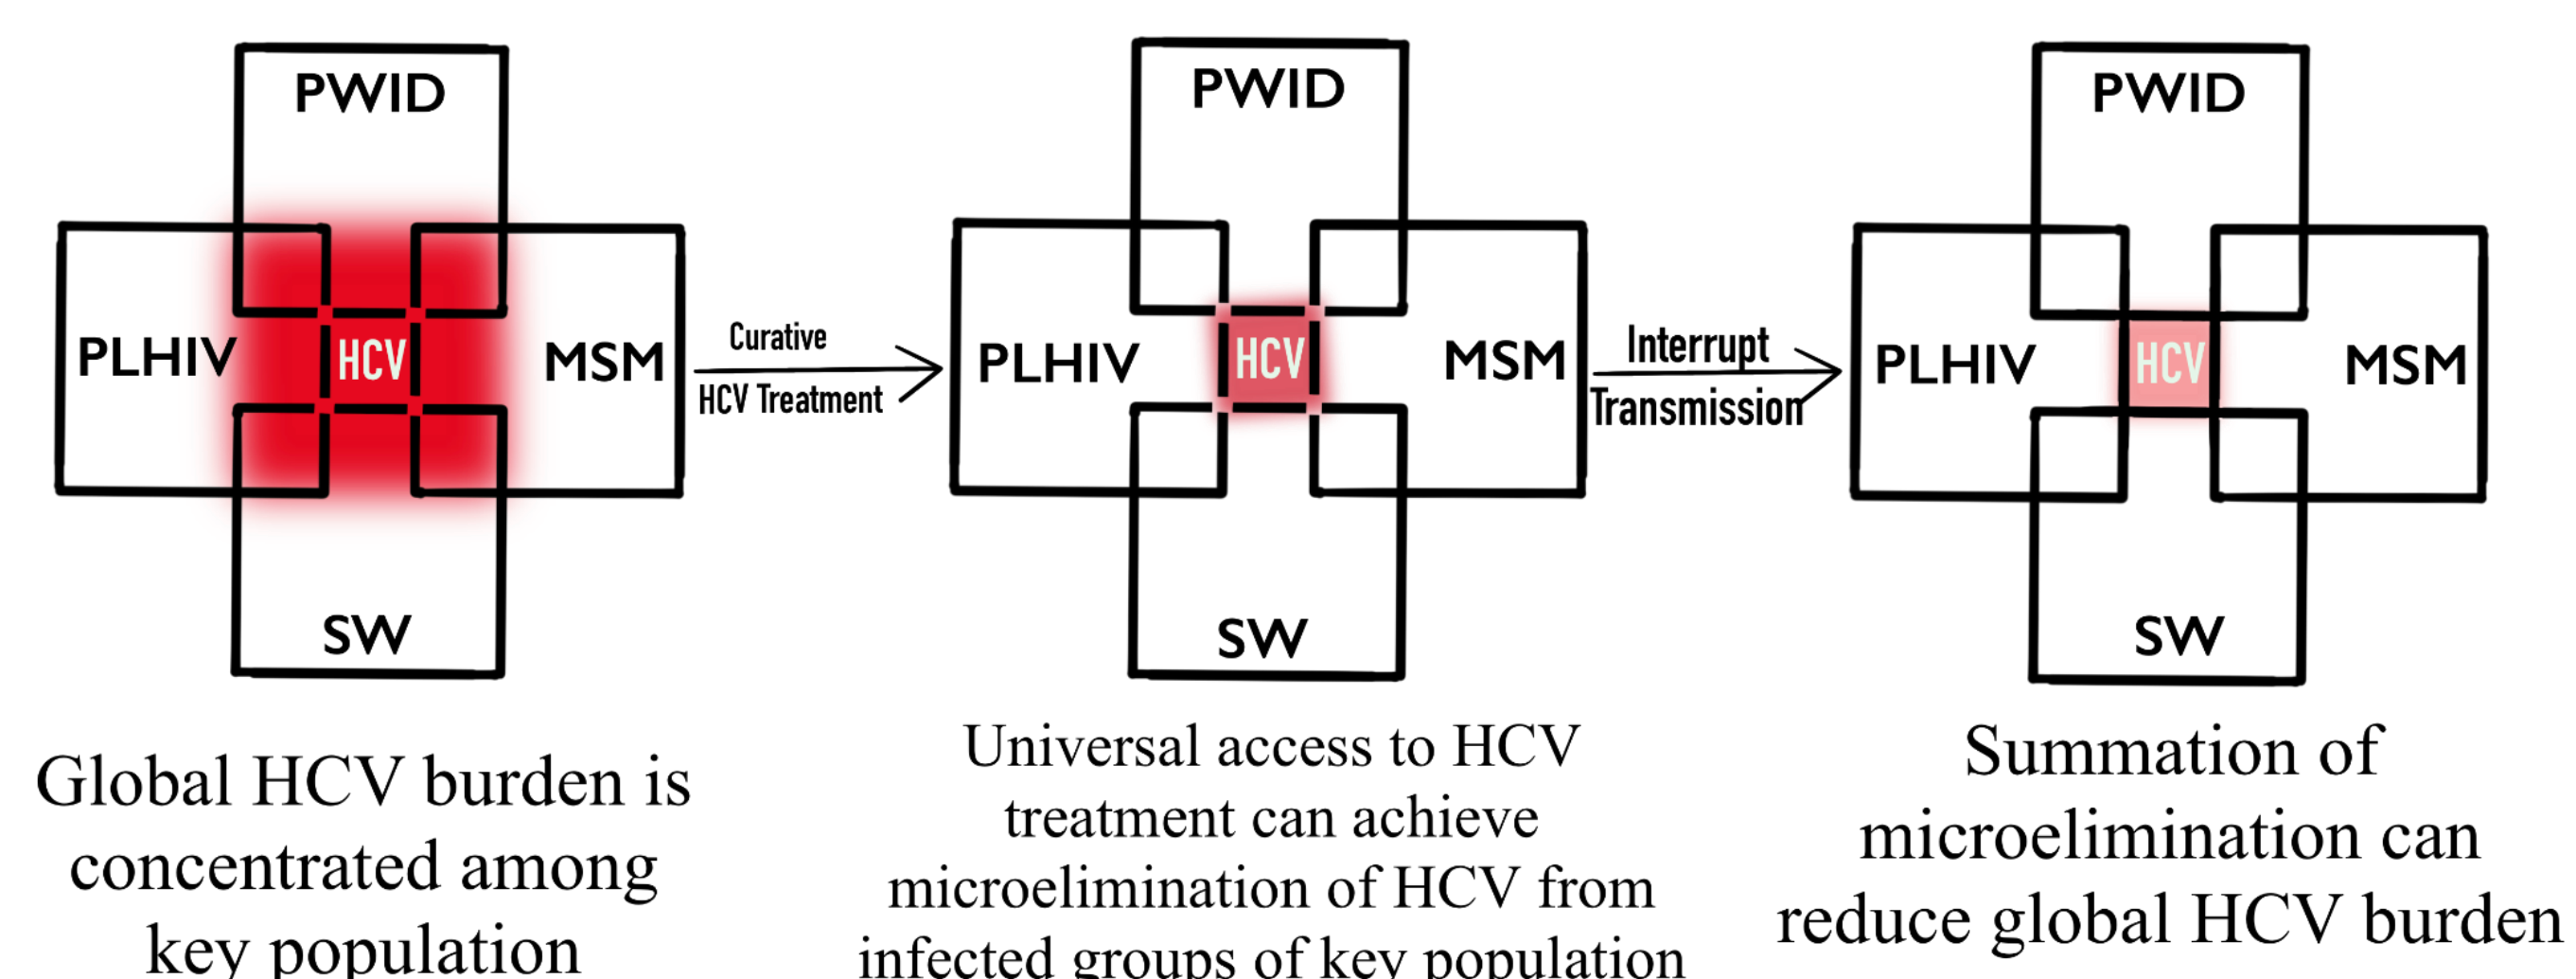 PWID
PLHIV
HCV
MSM
SW
Curative
HCV Treatment
PWID
PLHIV
HCV
MSM
SW
Interrupt
Transmission
PWID
PLHIV
HCV
MSM
SW
Global HCV burden is
concentrated among
key population
Universal access to HCV
treatment can achieve
microelimination of HCV from
infected groups of key population
Summation of
microelimination can
reduce global HCV burden